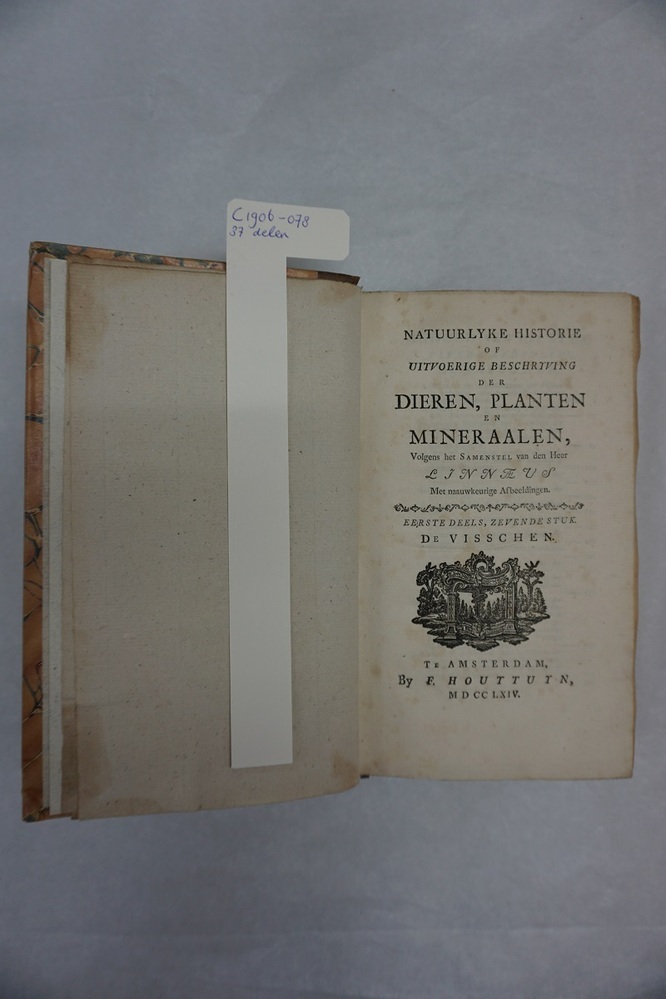 C1906-078
37 delen
NATUURLYKE HISTORIE
OF
UITVOERIGE BESCHRYVING
DER
DIEREN, PLANTEN
EN
MINERAALEN,
Volgens het SAMENSTEL van den Heer
LINNÆUS
Met naauwkeurige Afbeeldingen.
EERSTE DEELS, ZEVENDE STUK.
DE VISSCHEN.
TE AMSTERDAM,
By F. HOUTTUYN,
MDCCLXIV.